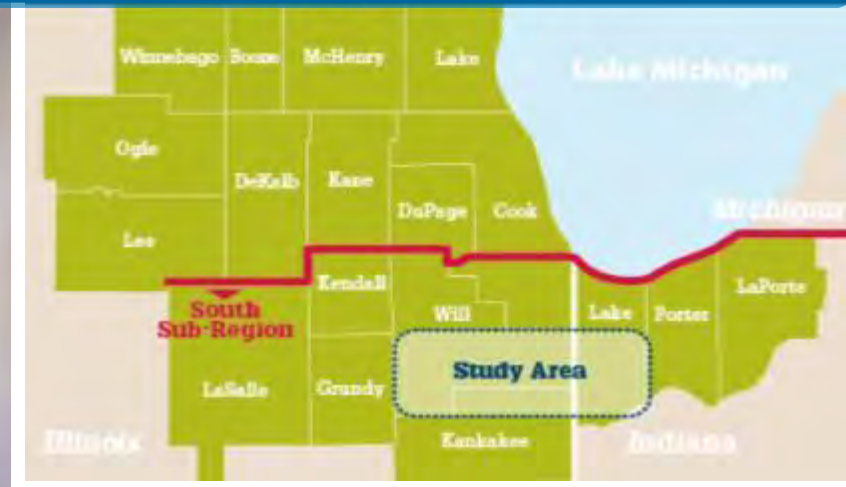 Winnebago Boone McHenry Lake
Lake Michigan
Ogle
DeKalb Kane
DuPage Cook
Michigan
Lee
Kendall
LaPorte
South
Sub-Region
Will
Lake Porter
Study Area
LaSalle Grundy
Illinois
Kankakee
Indiana